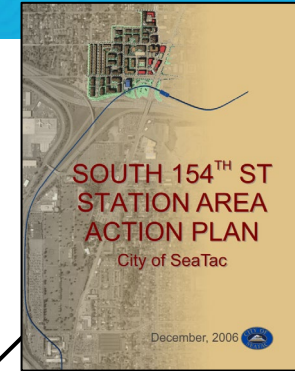 SOUTH 154TH ST
STATION AREA
ACTION PLAN
City of SeaTac
December, 2006